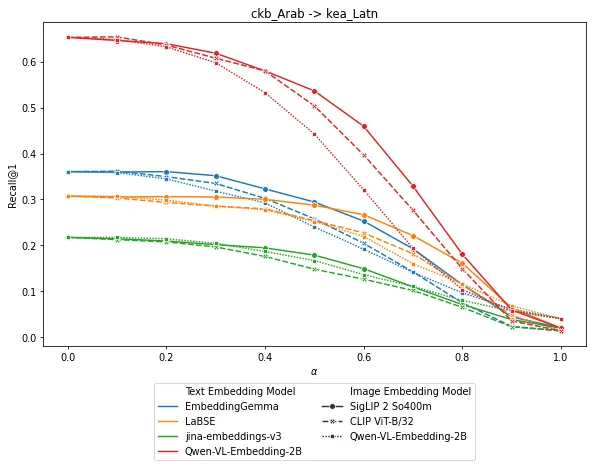 ckb_Arab -> kea_Latn
Recall@1
0.6
0.5
0.4
0.3
0.2
0.1
0.0
0.0 0.2 0.4 0.6 0.8 1.0
α
Text Embedding Model Image Embedding Model
EmbeddingGemma SigLIP 2 So400m
LaBSE CLIP ViT-B/32
jina-embeddings-v3 Qwen-VL-Embedding-2B
Qwen-VL-Embedding-2B